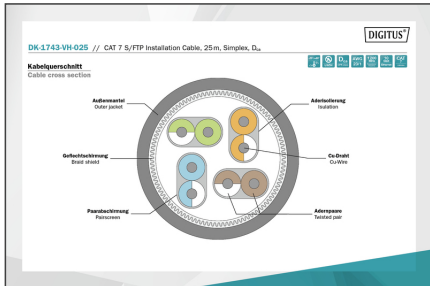 DIGITUS®
DK-1743-VH-025 // CAT 7 S/FTP Installation Cable, 25 m, Simplex, Dca
Kabelquerschnitt
Cable cross section
Außenmantel
Outer jacket
Aderisolierung
Insulation
Geflechtschirmung
Braid shield
Cu-Draht
Cu-Wire
Paarabschirmung
Pairscreen
Adernpaare
Twisted pair